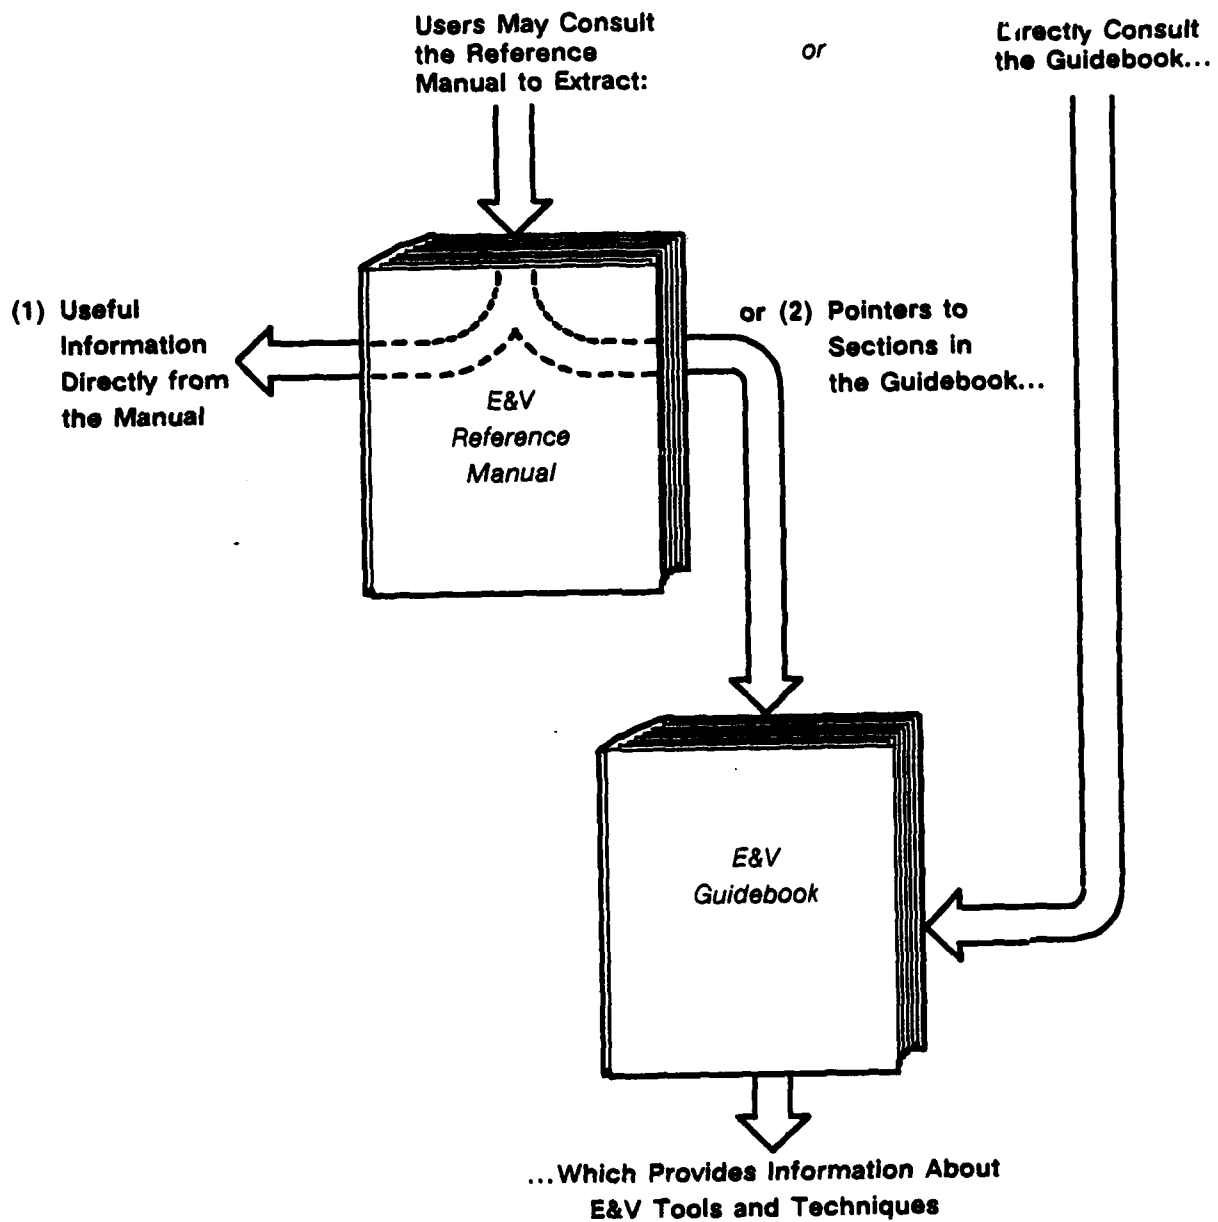 Users May Consult
the Reference
Manual to Extract:
or
Directly Consult
the Guidebook...
(1) Useful
Information
Directly from
the Manual
or (2) Pointers to
Sections in
the Guidebook...
E&V
Reference
Manual
E&V
Guidebook
...Which Provides Information About
E&V Tools and Techniques